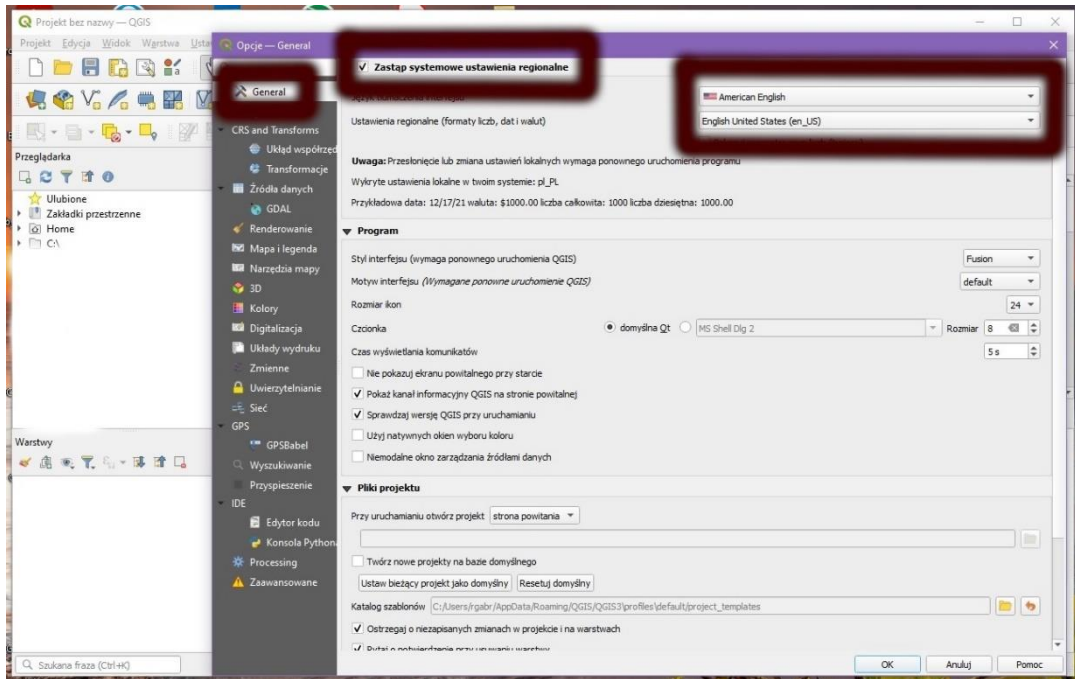 Projekt bez nazwy — QGIS
Projekt Edycja Widok Warstwa
Przeglądarka
Ulubione
Zakładki przestrzenne
Home
C:\
Warstwy
Szukana fraza (Ctrl+K)
Opcje — General
General
CRS and Transforms
Układ współrzęd
Transformacje
Źródła danych
GDAL
Renderowanie
Mapa i legenda
Narzędzia mapy
3D
Kolory
Digitalizacja
Układy wydruku
Zmienne
Uwierzytelnianie
Sieć
GPS
GPSBabel
Wyszukiwanie
Przyspieszenie
IDE
Edytor kodu
Konsola Pythona
Processing
Zaawansowane
Zastąp systemowe ustawienia regionalne
American English
Ustawienia regionalne (formaty liczb, dat i walut) English United States (en_US)
Uwaga: Przesłonięcie lub zmiana ustawień lokalnych wymaga ponownego uruchomienia programu
Wykryte ustawienia lokalne w twoim systemie: pl_PL
Przykładowa data: 12/17/21 waluta: $1000.00 liczba całkowita: 1000 liczba dziesiętna: 1000.00
Program
Styl interfejsu (wymaga ponownego uruchomienia QGIS) Fusion
Motyw interfejsu (Wymagane ponowne uruchomienie QGIS) default
Rozmiar ikon 24
Czcionka domyślna Qt MS Shell Dlg 2 Rozmiar 8
Czas wyświetlania komunikatów 5 s
Nie pokazuj ekranu powitalnego przy starcie
Pokaż kanał informacyjny QGIS na stronie powitalnej
Sprawdzaj wersję QGIS przy uruchamianiu
Użyj natywnych okien wyboru koloru
Niemodalne okno zarządzania źródłami danych
Pliki projektu
Przy uruchamianiu otwórz projekt strona powitania
Twórz nowe projekty na bazie domyślnego
Ustaw bieżący projekt jako domyślny Resetuj domyślny
Katalog szablonów C:/Users/rgabr/AppData/Roaming/QGIS/QGIS3\profiles\default/project_templates
Ostrzegaj o niezapisanych zmianach w projekcie i na warstwach
Pytaj o potwierdzenie przy usuwaniu warstwy
OK Anuluj Pomoc